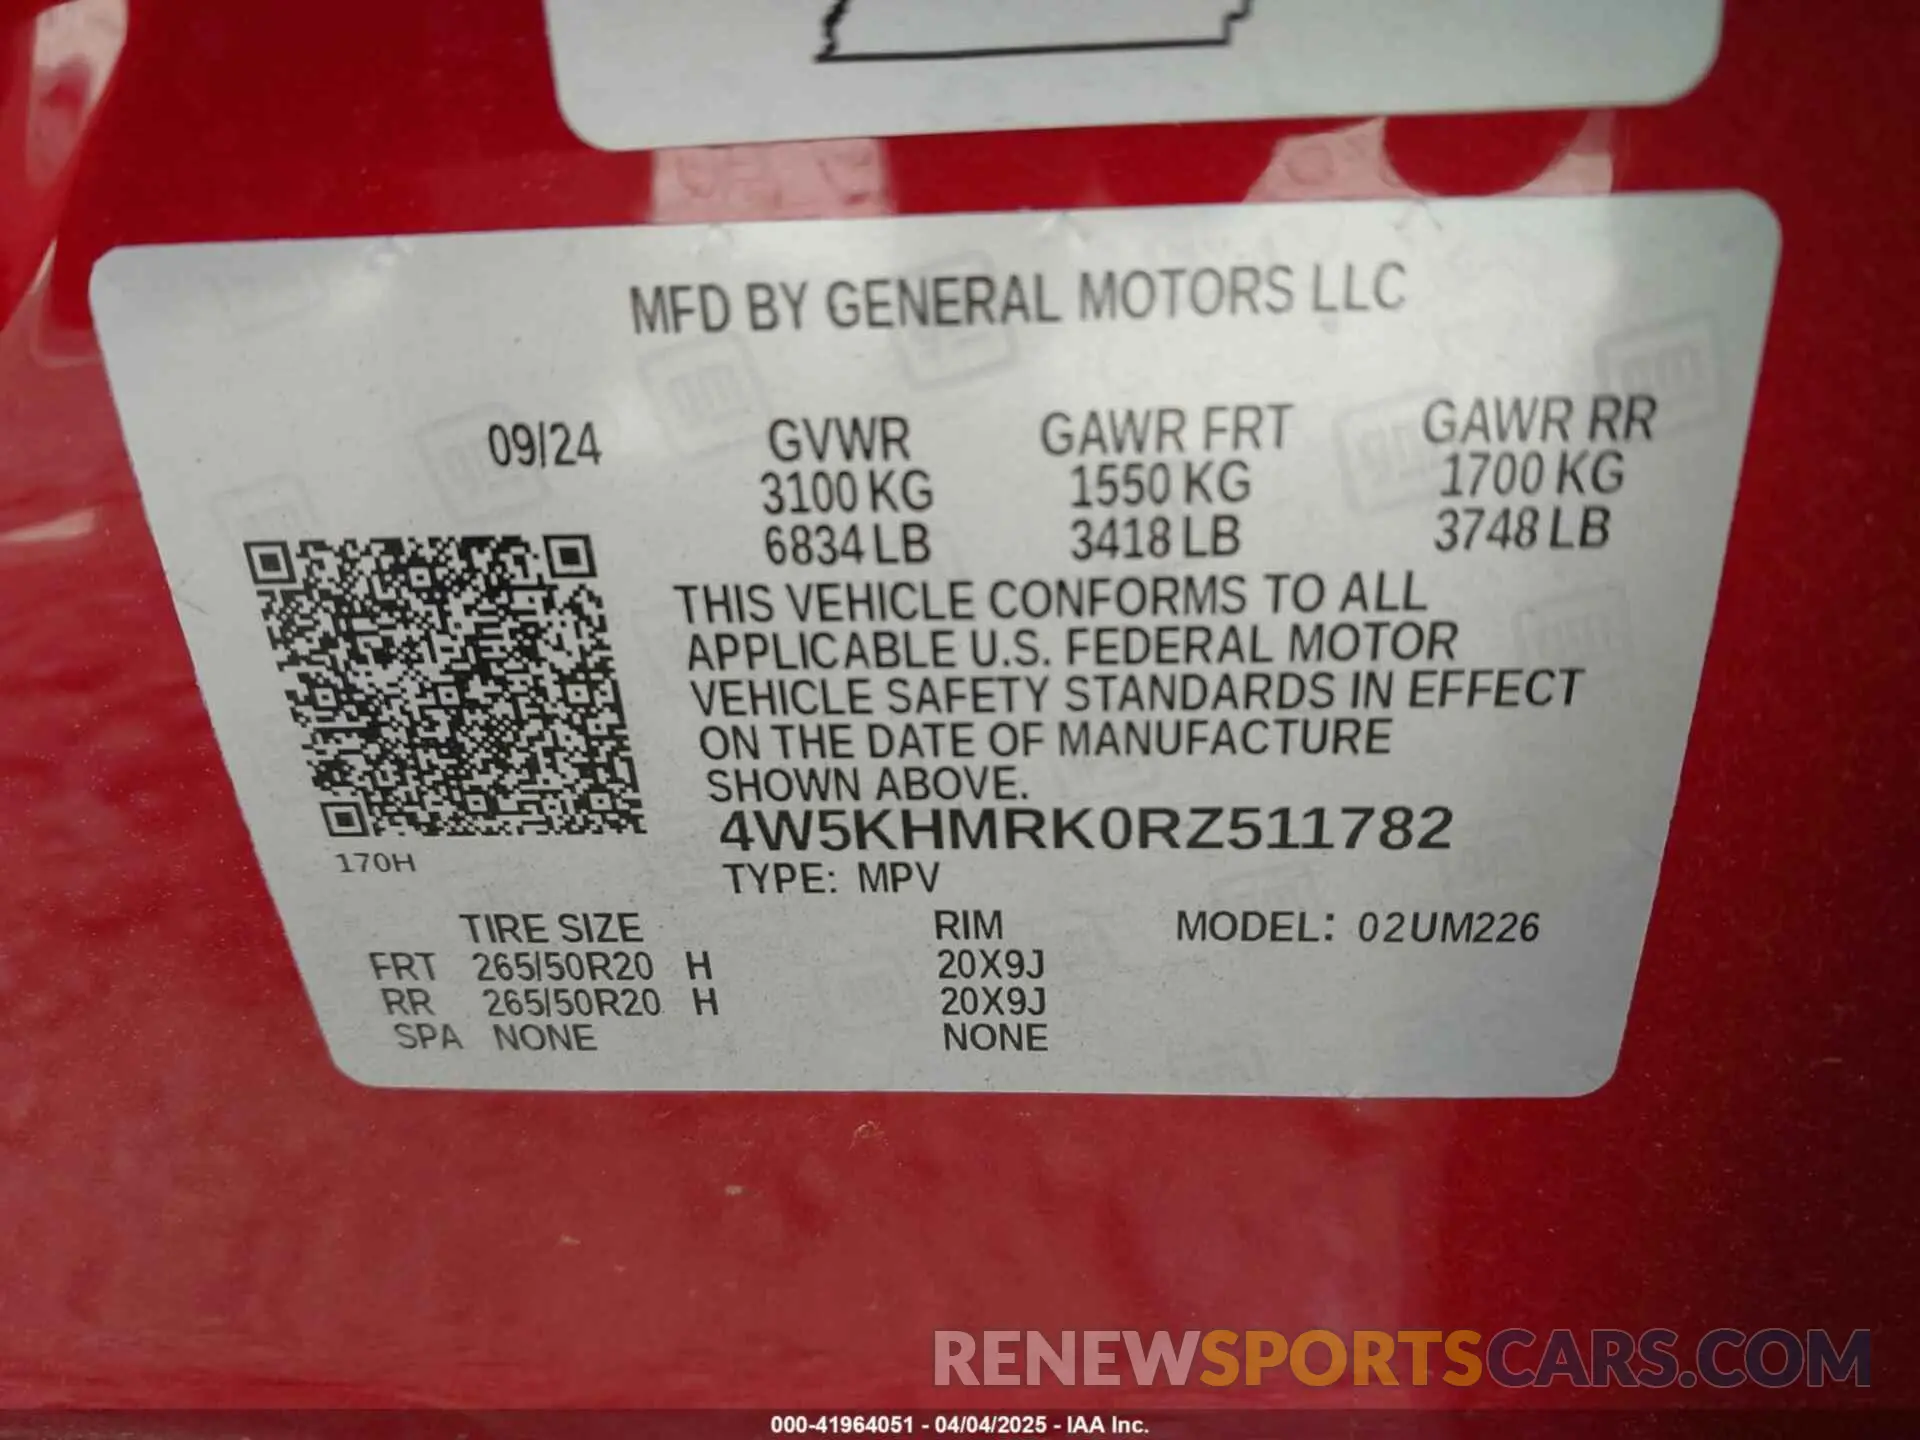 MFD BY GENERAL MOTORS LLC
09/24 GVWR GAWR FRT GAWR RR
3100 KG 1550 KG 1700 KG
6834 LB 3418 LB 3748 LB
THIS VEHICLE CONFORMS TO ALL
APPLICABLE U.S. FEDERAL MOTOR
VEHICLE SAFETY STANDARDS IN EFFECT
ON THE DATE OF MANUFACTURE
SHOWN ABOVE.
4W5KHMRK0RZ511782
170H
TYPE: MPV
TIRE SIZE RIM MODEL: 02UM226
FRT 265/50R20 H 20X9J
RR 265/50R20 H 20X9J
SPA NONE NONE
RENEWSPORTSCARS.COM
000-41964051 - 04/04/2025 - IAA Inc.